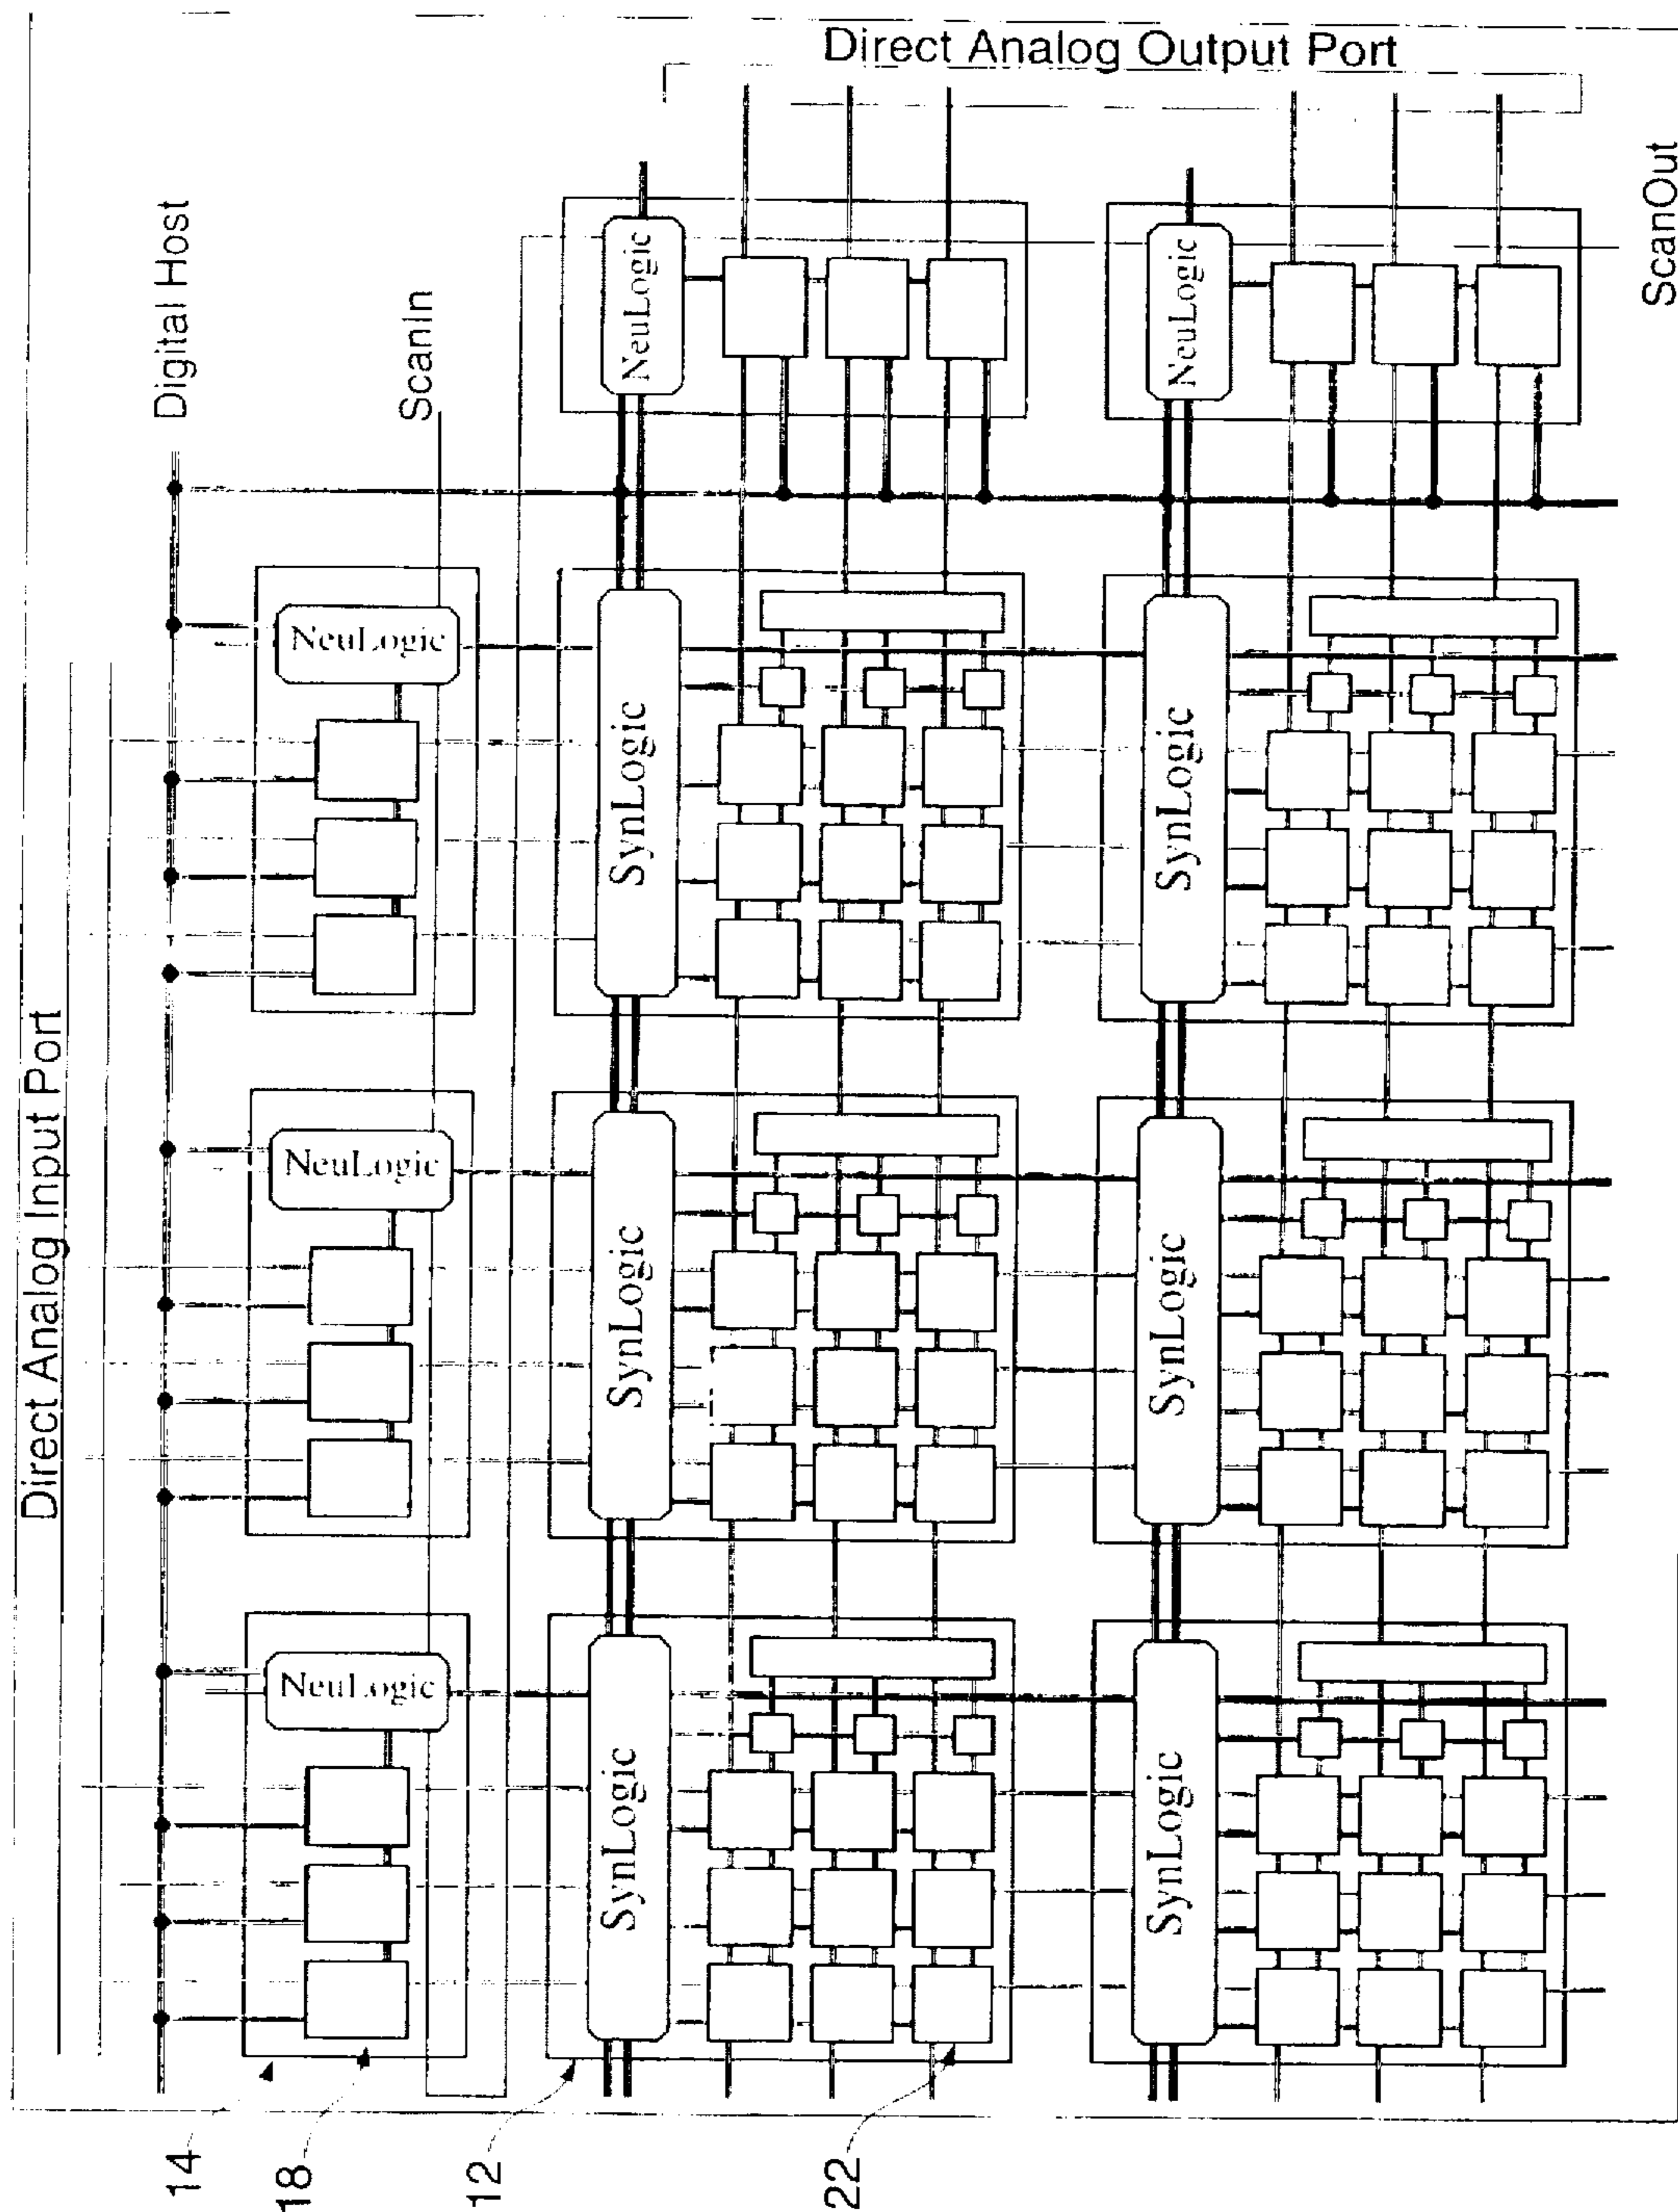 Direct Analog Output Port
Digital Host
ScanIn
ScanOut
Direct Analog Input Port
NeuLogic
NeuLogic
NeuLogic
SynLogic
SynLogic
NeuLogic
SynLogic
SynLogic
NeuLogic
SynLogic
SynLogic
14
18
12
22